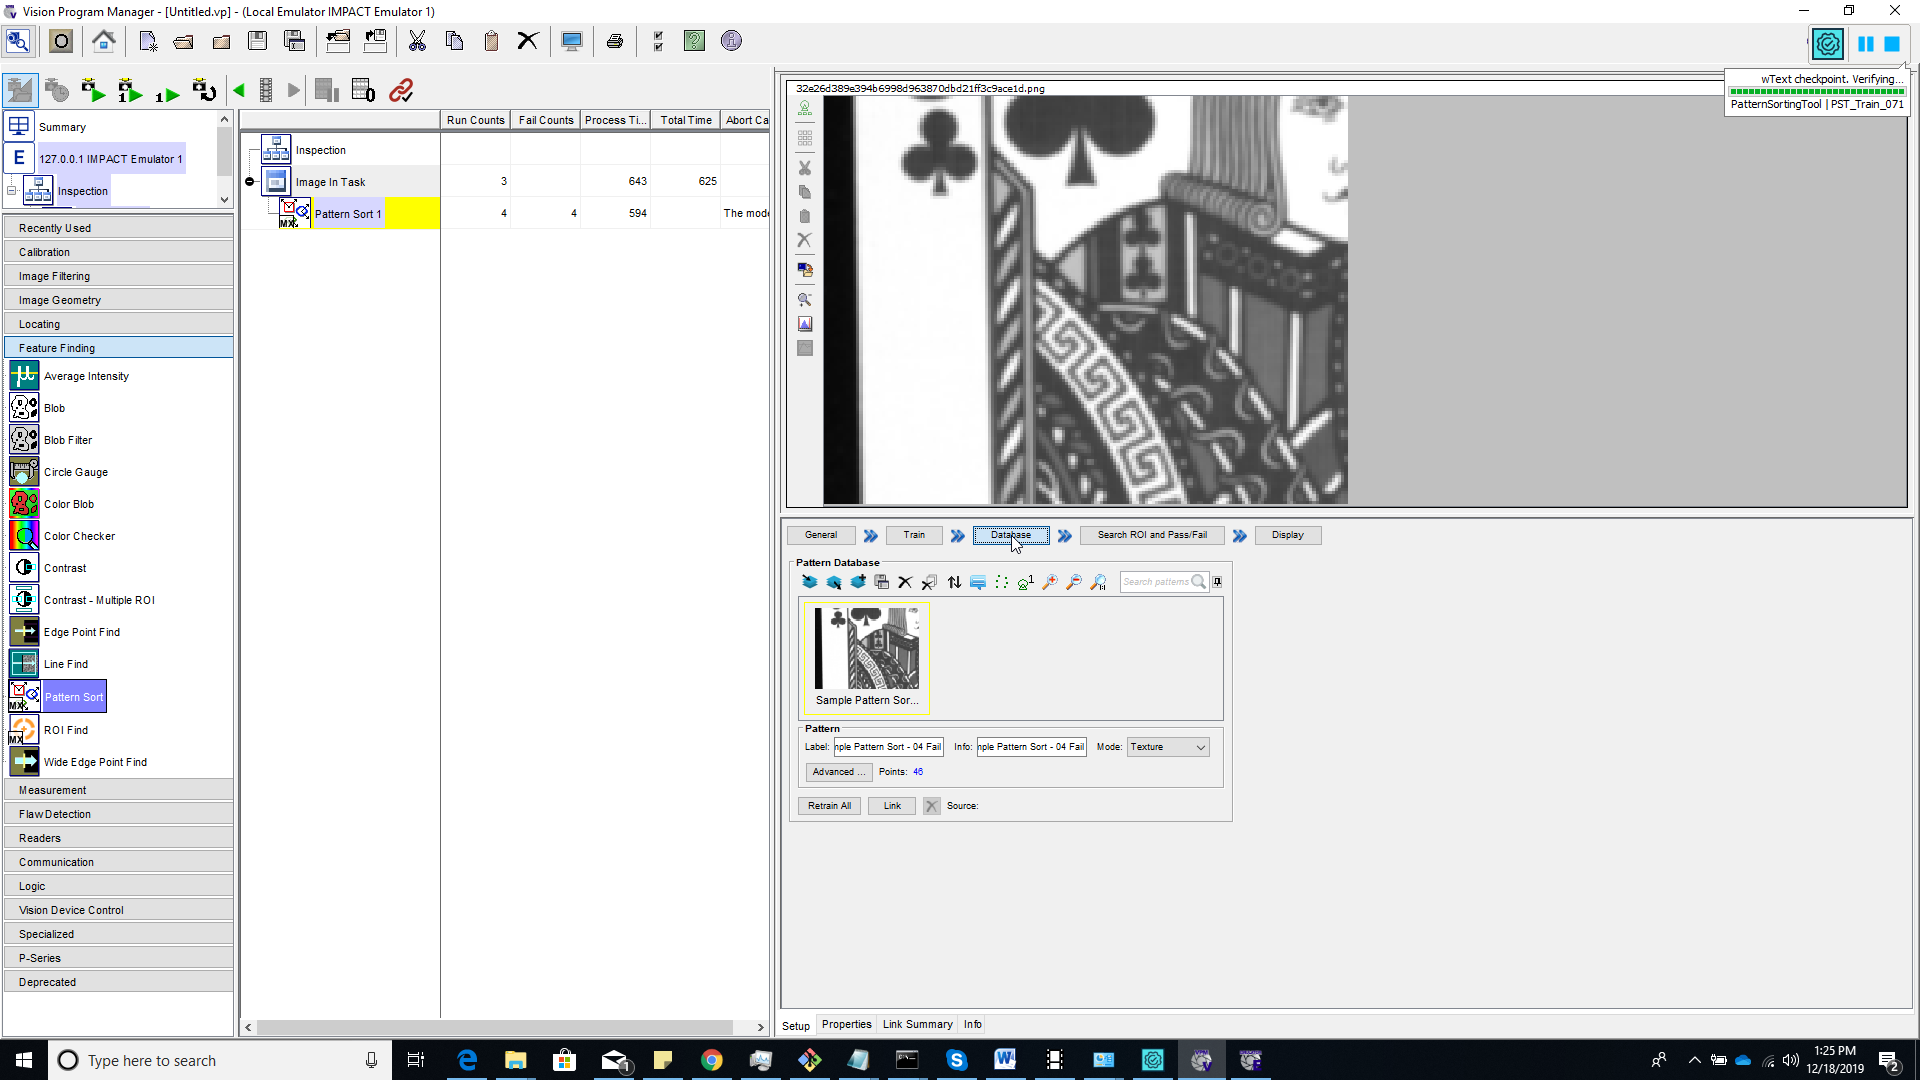 Vision Program Manager - [Untitled.vp] - (Local Emulator IMPACT Emulator 1)
wText checkpoint. Verifying...
PatternSortingTool | PST_Train_071
32e26d389e394b6998d963870dbd21ff3c9ace1d.png
Summary
127.0.0.1 IMPACT Emulator 1
Inspection
Run Counts Fail Counts Process Ti... Total Time Abort Ca
Inspection
Image In Task 3 643 625
Pattern Sort 1 4 4 594 The mode
Recently Used
Calibration
Image Filtering
Image Geometry
Locating
Feature Finding
Average Intensity
Blob
Blob Filter
Circle Gauge
Color Blob
Color Checker
Contrast
Contrast - Multiple ROI
Edge Point Find
Line Find
Pattern Sort
ROI Find
Wide Edge Point Find
Measurement
Flaw Detection
Readers
Communication
Logic
Vision Device Control
Specialized
P-Series
Deprecated
General Train Database Search ROI and Pass/Fail Display
Pattern Database
Search patterns
Sample Pattern Sor...
Pattern
Label: nple Pattern Sort - 04 Fail Info: nple Pattern Sort - 04 Fail Mode: Texture
Advanced ... Points: 46
Retrain All Link Source:
Setup Properties Link Summary Info
Type here to search
1:25 PM
12/18/2019
2